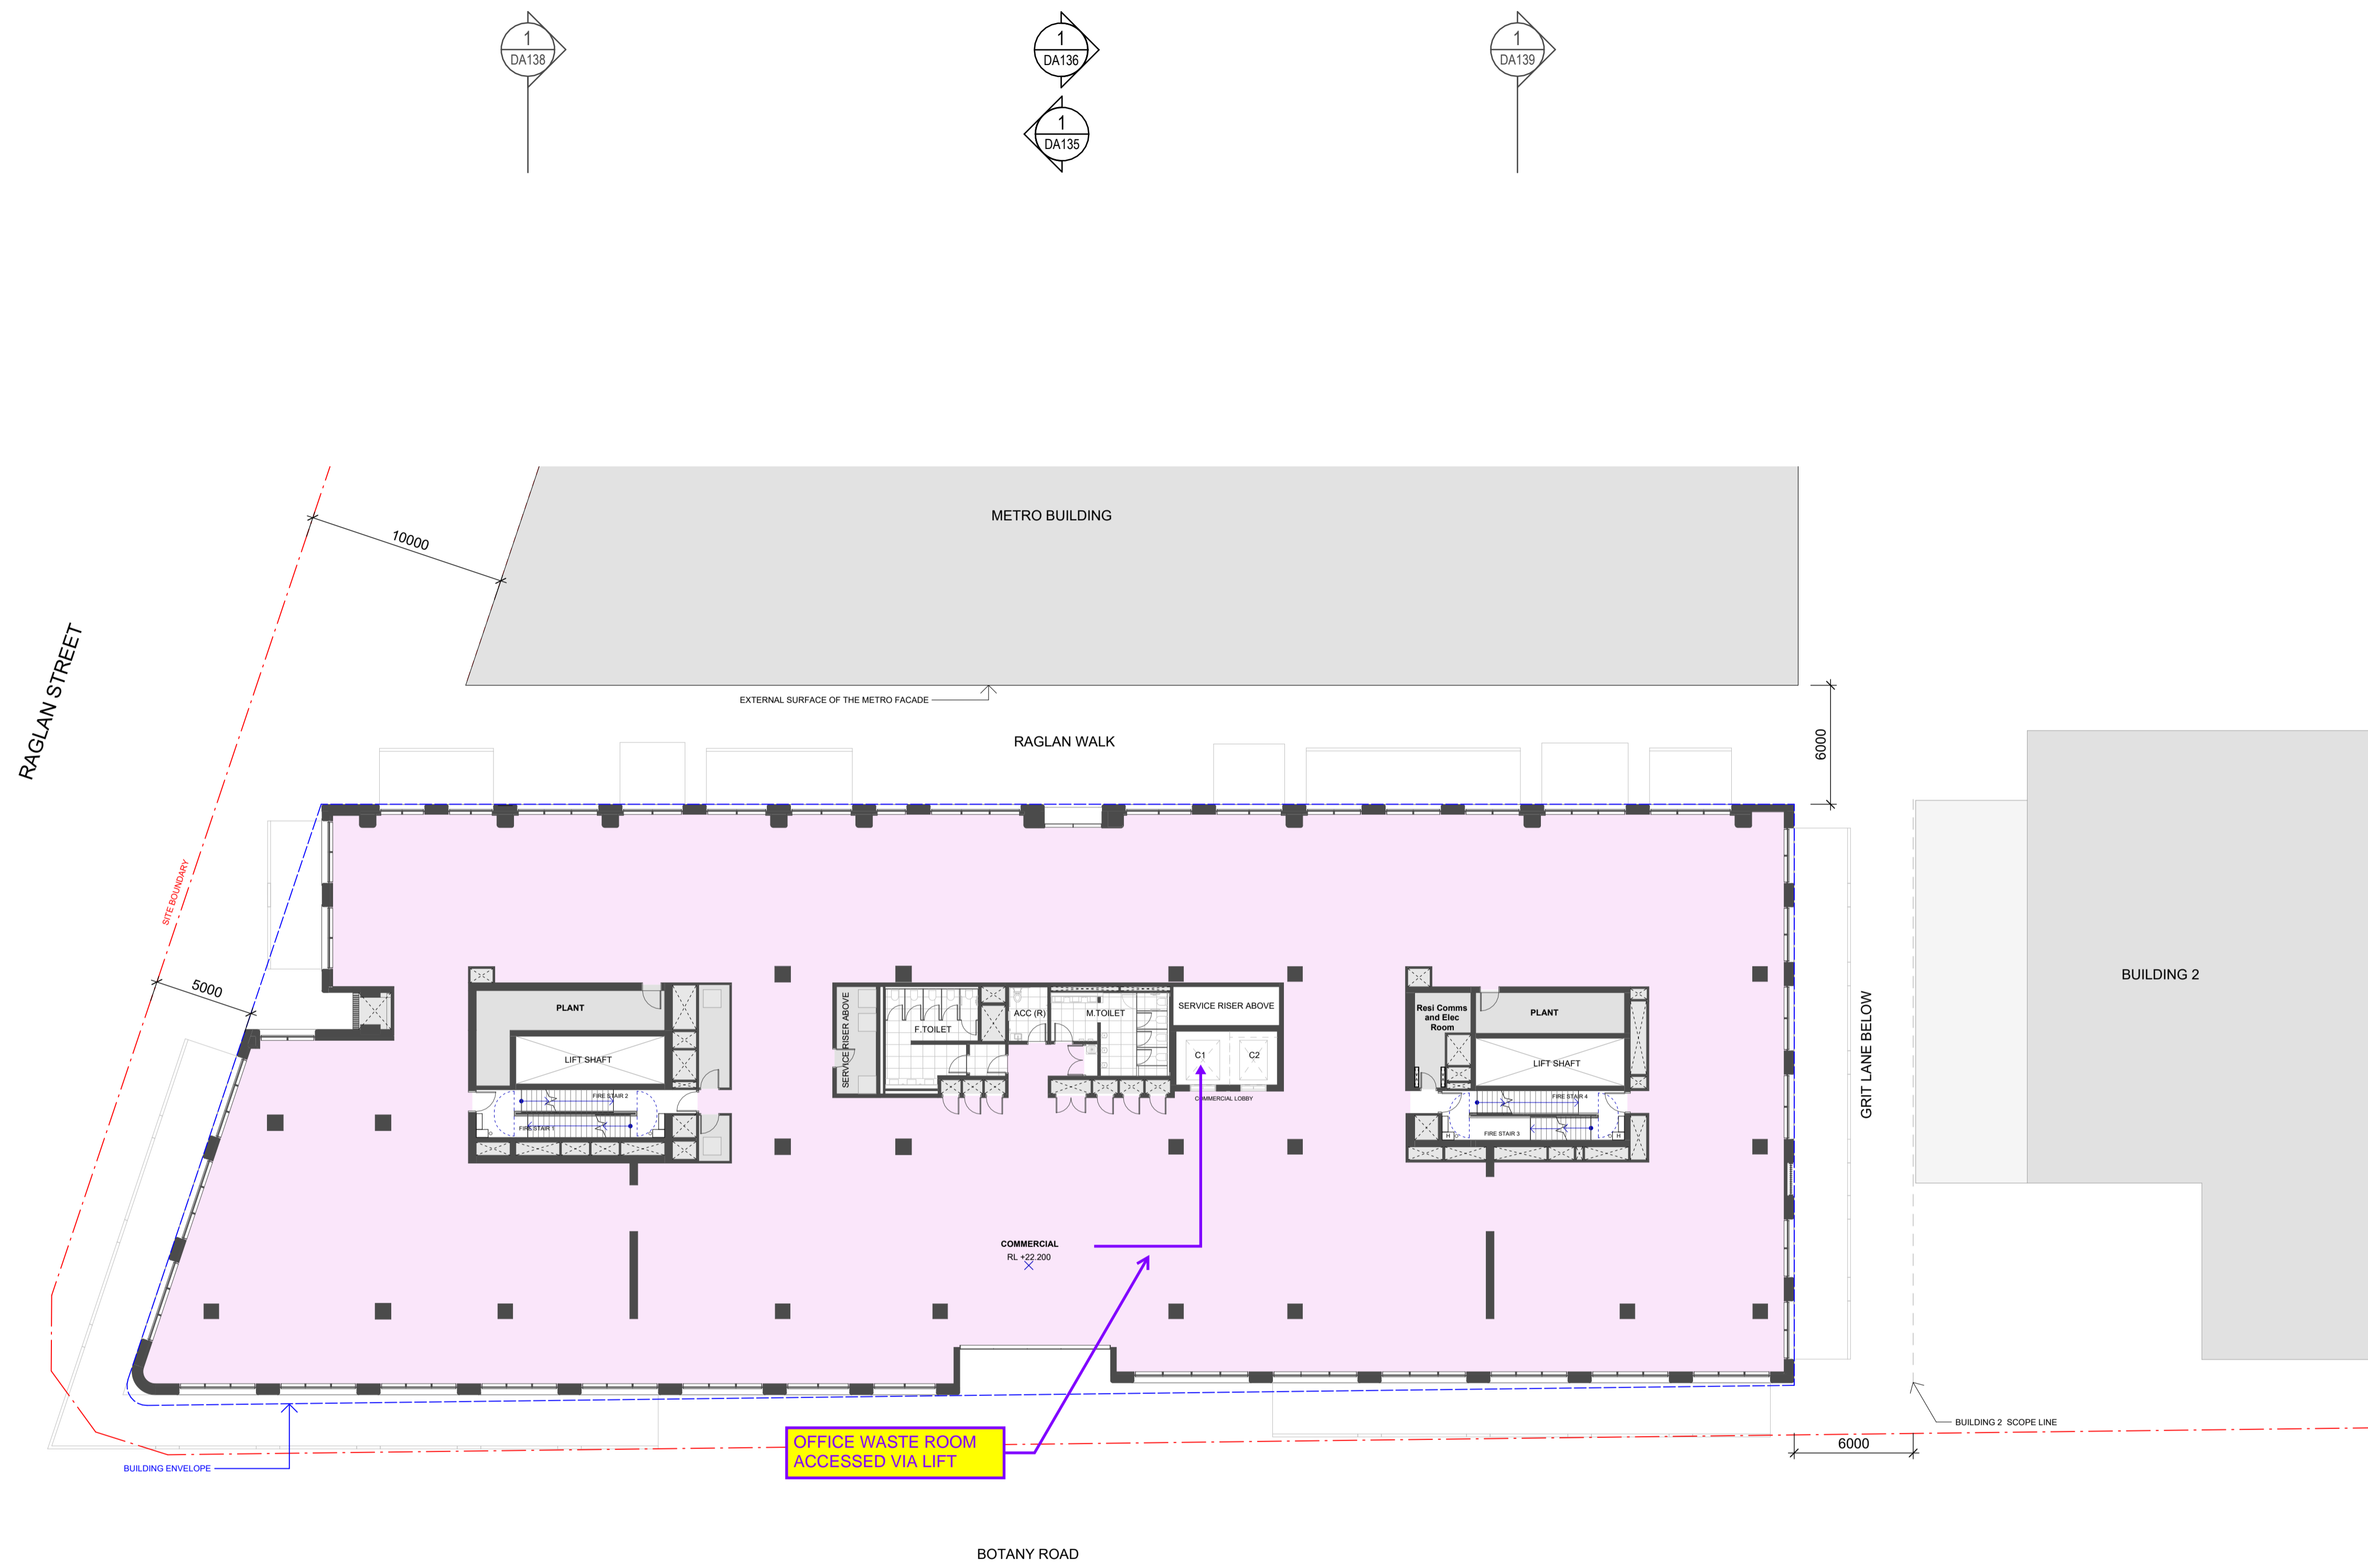 1
DA138
1
DA136
1
DA139
1
DA135
METRO BUILDING
10000
RAGLAN STREET
EXTERNAL SURFACE OF THE METRO FACADE
RAGLAN WALK
6000
SITE BOUNDARY
5000
PLANT
LIFT SHAFT
FIRE STAIR 2
FIRE STAIR 1
SERVICE RISER ABOVE
F.TOILET
ACC (R)
M.TOILET
SERVICE RISER ABOVE
C1
C2
COMMERCIAL LOBBY
Resi Comms
and Elec
Room
PLANT
LIFT SHAFT
FIRE STAIR 4
FIRE STAIR 3
H
H
GRIT LANE BELOW
BUILDING 2
COMMERCIAL
RL +22.200
BUILDING 2 SCOPE LINE
OFFICE WASTE ROOM
ACCESSED VIA LIFT
6000
BUILDING ENVELOPE
BOTANY ROAD